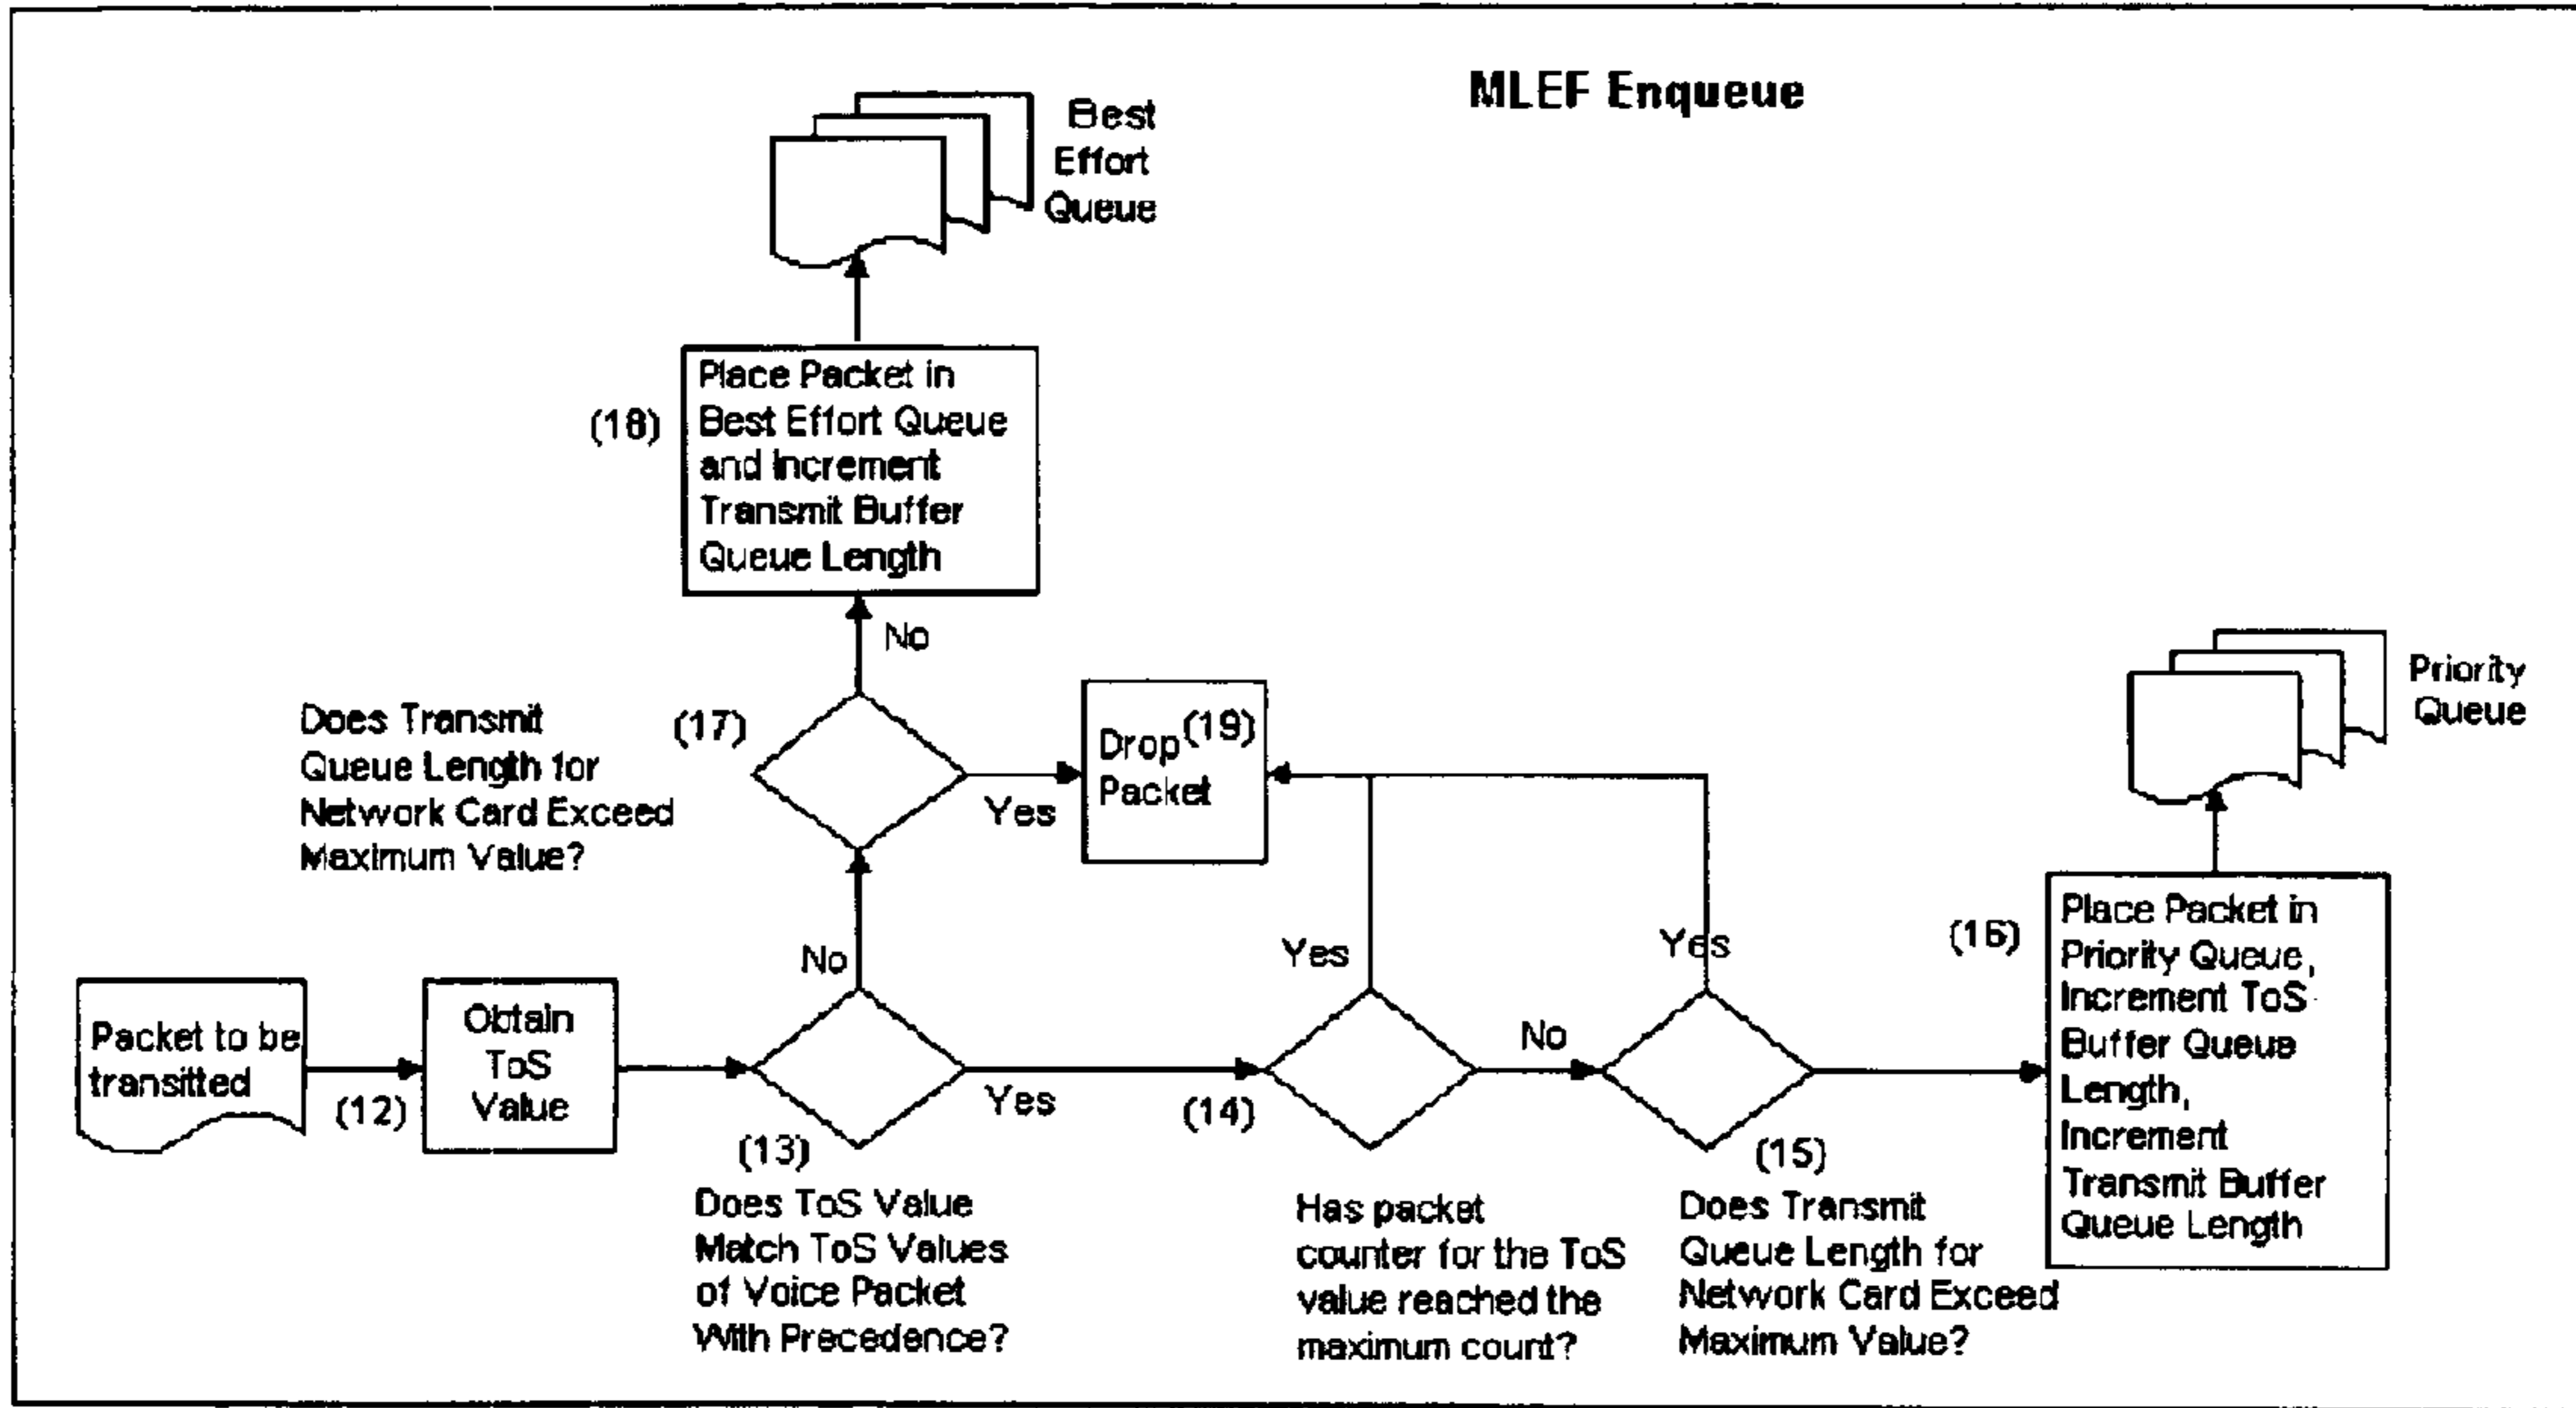 MLEF Enqueue
Best
Effort
Queue
Place Packet in
Best Effort Queue
and Increment
Transmit Buffer
Queue Length
(18)
No
Does Transmit
Queue Length for
Network Card Exceed
Maximum Value?
(17)
Yes
Drop (19)
Packet
Priority
Queue
No
Yes
Yes
(16)
Place Packet in
Priority Queue,
Increment ToS
Buffer Queue
Length,
Increment
Transmit Buffer
Queue Length
Packet to be
transitted
(12)
Obtain
ToS
Value
(13)
Does ToS Value
Match ToS Values
of Voice Packet
With Precedence?
Yes
(14)
Has packet
counter for the ToS
value reached the
maximum count?
No
(15)
Does Transmit
Queue Length for
Network Card Exceed
Maximum Value?